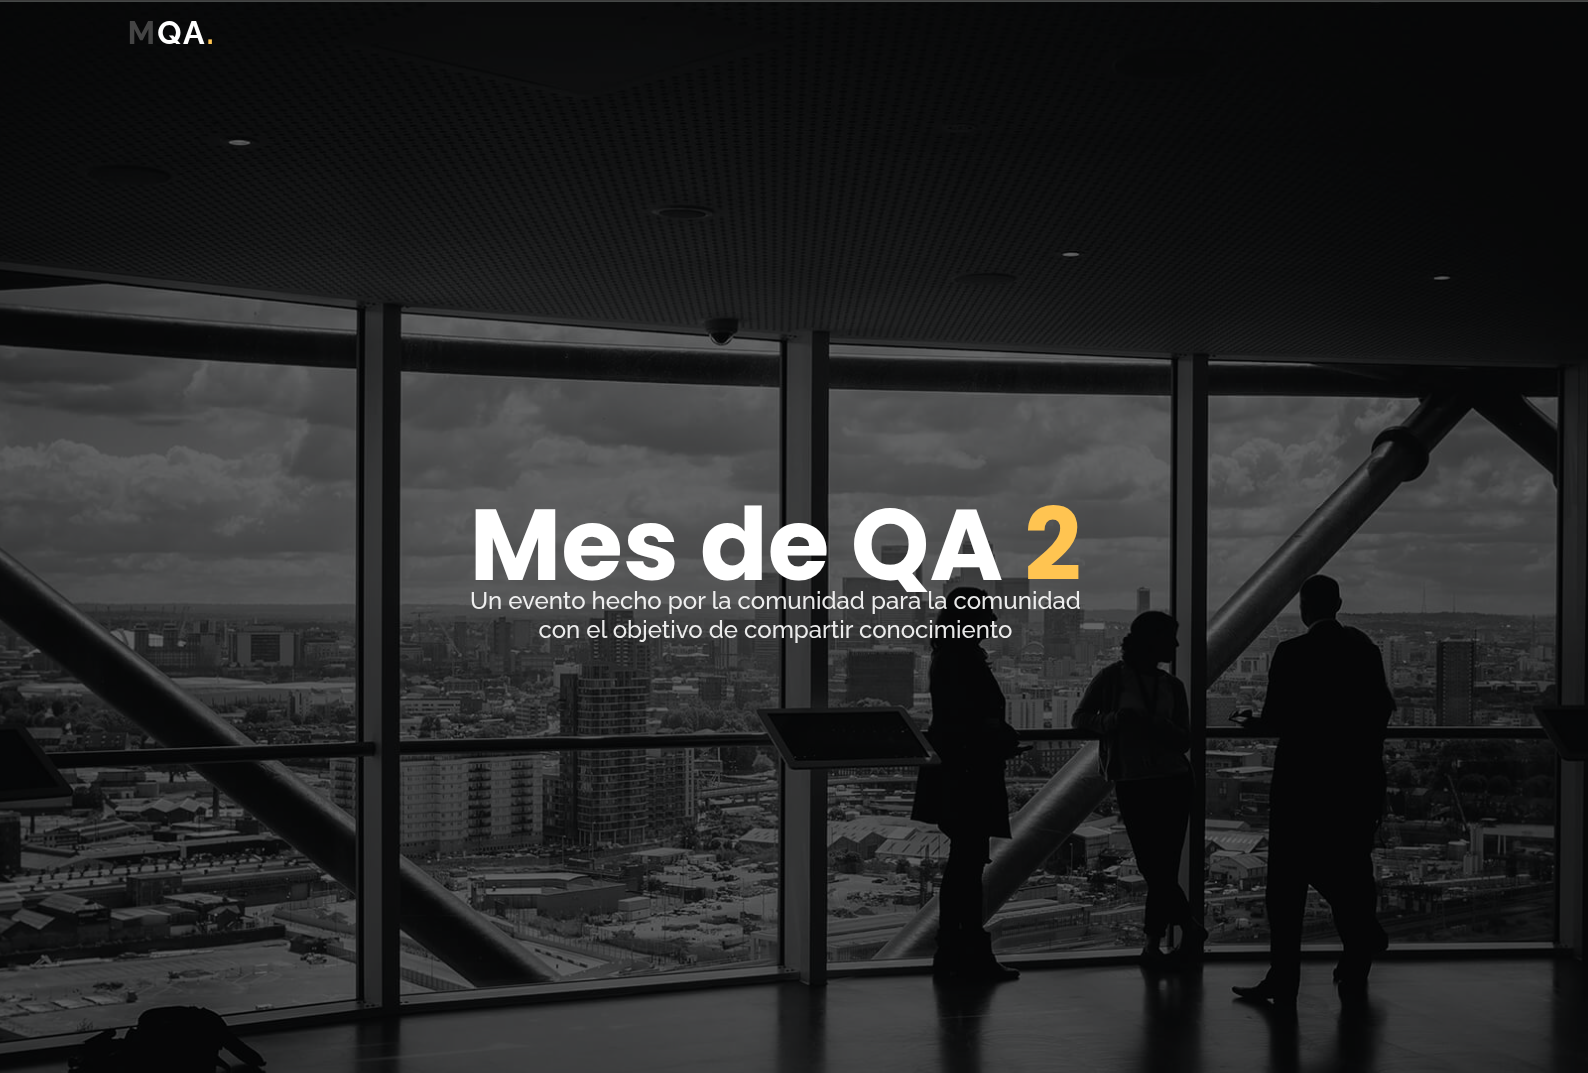 MQA.
Mes de QA 2
Un evento hecho por la comunidad para la comunidad
con el objetivo de compartir conocimiento